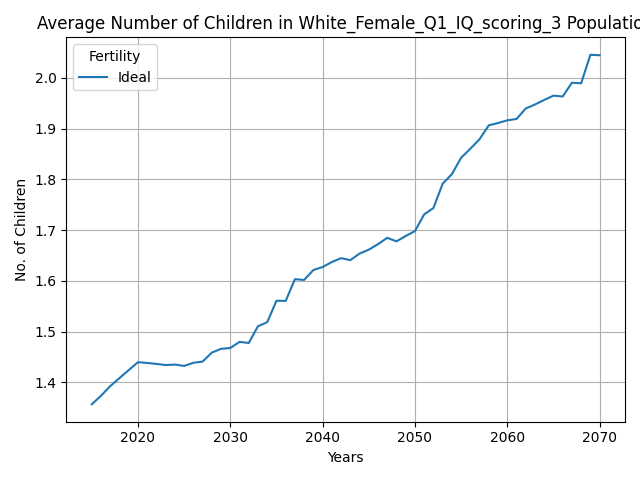 Average Number of Children in White_Female_Q1_IQ_scoring_3 Populatio
Fertility
Ideal
No. of Children
2.0
1.9
1.8
1.7
1.6
1.5
1.4
2020 2030 2040 2050 2060 2070
Years